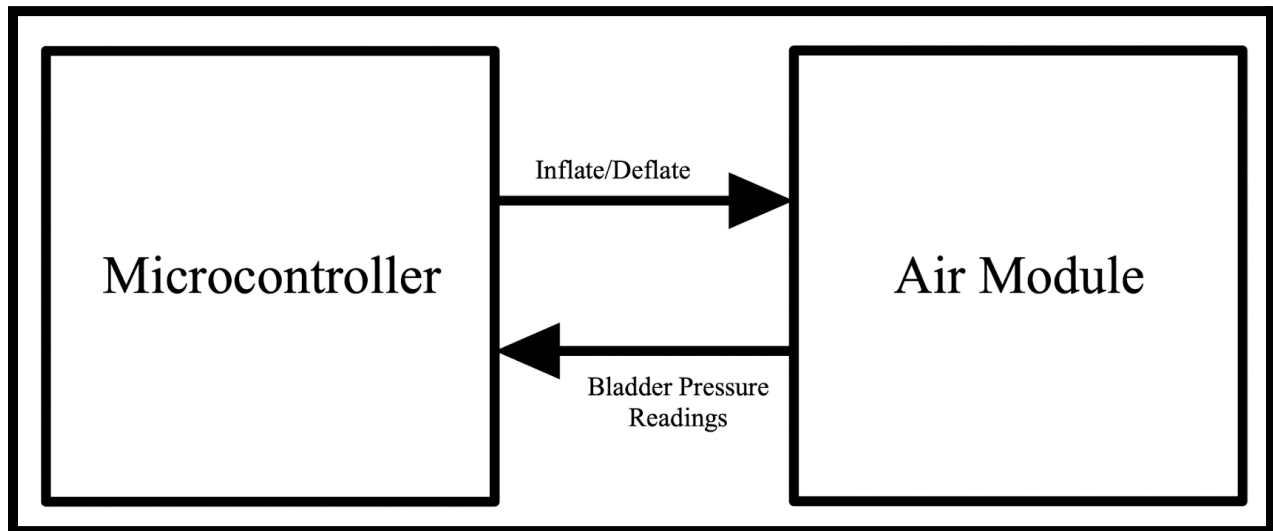 Inflate/Deflate
Microcontroller
Air Module
Bladder Pressure
Readings